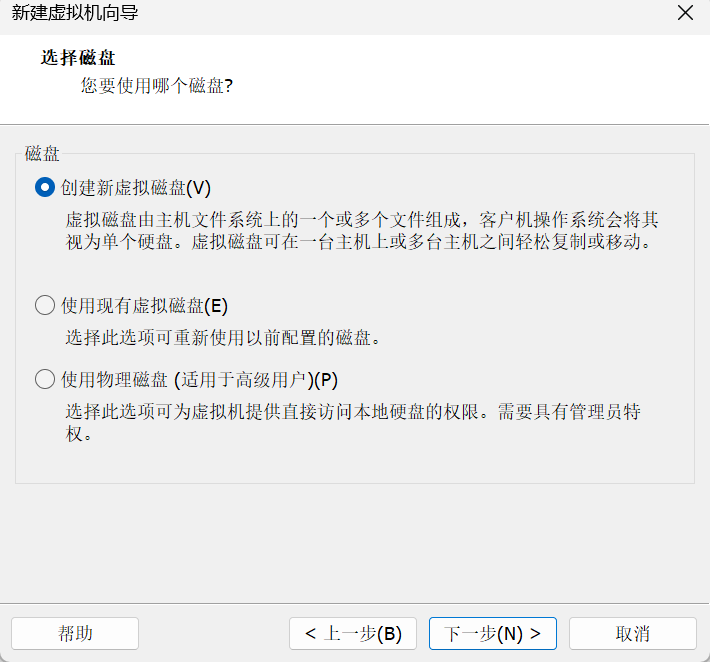 新建虚拟机向导
选择磁盘
您要使用哪个磁盘?
磁盘
创建新虚拟磁盘(V)
虚拟磁盘由主机文件系统上的一个或多个文件组成，客户机操作系统会将其
视为单个硬盘。虚拟磁盘可在一台主机上或多台主机之间轻松复制或移动。
使用现有虚拟磁盘(E)
选择此选项可重新使用以前配置的磁盘。
使用物理磁盘 (适用于高级用户)(P)
选择此选项可为虚拟机提供直接访问本地硬盘的权限。需要具有管理员特
权。
帮助
< 上一步(B)
下一步(N) >
取消